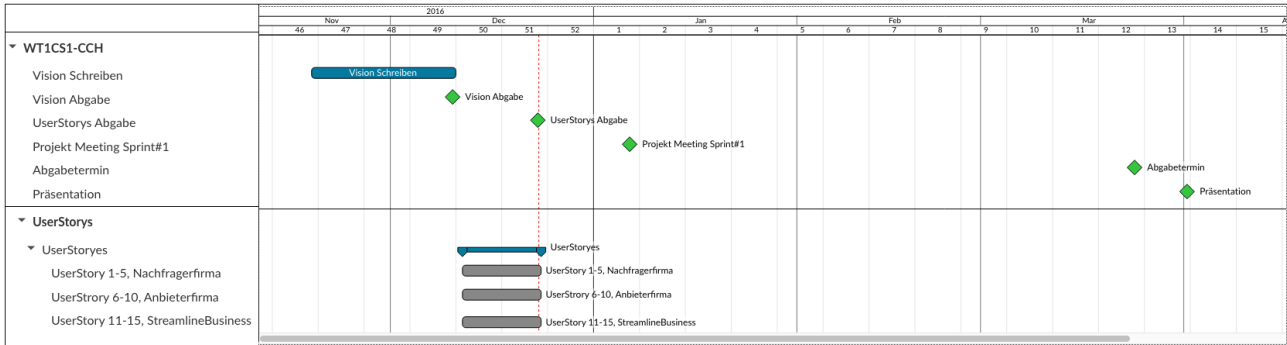 2016
Nov Dec Jan Feb Mar A
46 47 48 49 50 51 52 1 2 3 4 5 6 7 8 9 10 11 12 13 14 15
WT1CS1-CCH
Vision Schreiben Vision Schreiben
Vision Abgabe Vision Abgabe
UserStorys Abgabe UserStorys Abgabe
Projekt Meeting Sprint#1 Projekt Meeting Sprint#1
Abgabetermin Abgabetermin
Präsentation Präsentation
UserStorys
UserStoryes UserStoryes
UserStory 1-5, Nachfragerfirma UserStory 1-5, Nachfragerfirma
UserStrory 6-10, Anbieterfirma UserStrory 6-10, Anbieterfirma
UserStory 11-15, StreamlineBusiness UserStory 11-15, StreamlineBusiness